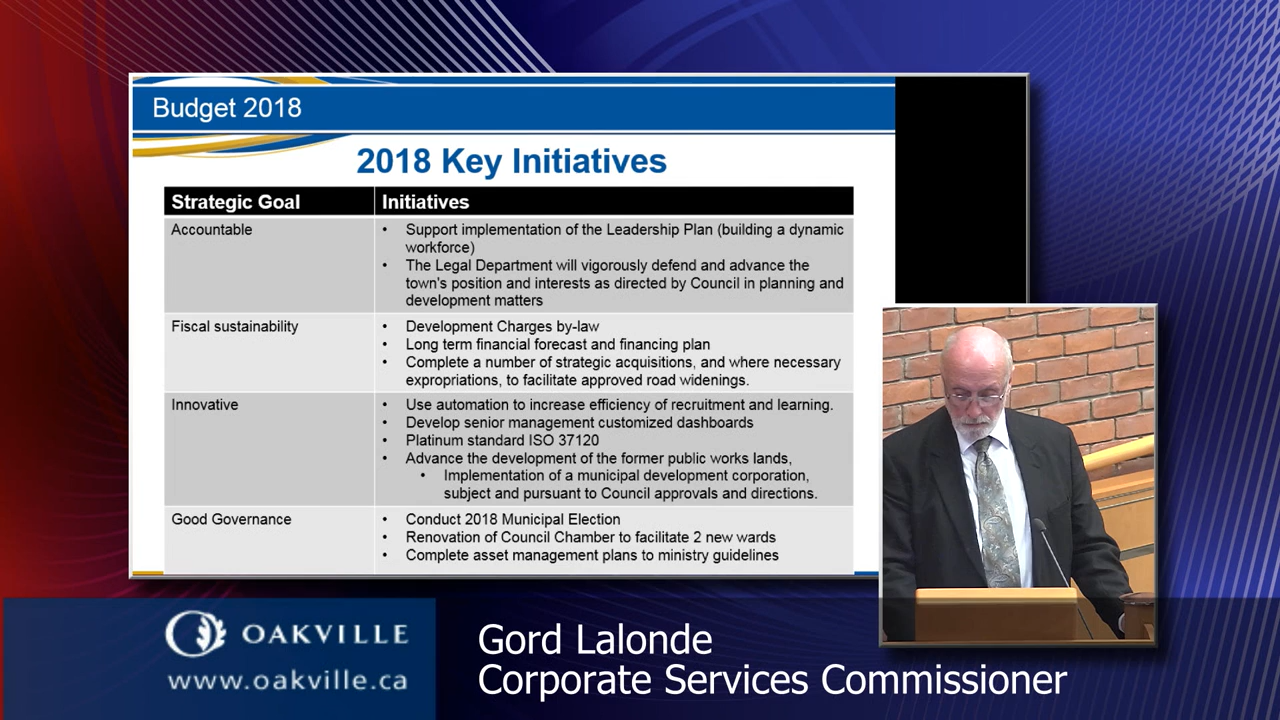 Budget 2018
2018 Key Initiatives
Strategic Goal
Initiatives
Accountable
• Support implementation of the Leadership Plan (building a dynamic
workforce)
• The Legal Department will vigorously defend and advance the
town's position and interests as directed by Council in planning and
development matters
Fiscal sustainability
• Development Charges by-law
• Long term financial forecast and financing plan
• Complete a number of strategic acquisitions, and where necessary
expropriations, to facilitate approved road widenings.
Innovative
• Use automation to increase efficiency of recruitment and learning.
• Develop senior management customized dashboards
• Platinum standard ISO 37120
• Advance the development of the former public works lands,
• Implementation of a municipal development corporation,
subject and pursuant to Council approvals and directions.
Good Governance
• Conduct 2018 Municipal Election
• Renovation of Council Chamber to facilitate 2 new wards
• Complete asset management plans to ministry guidelines
OAKVILLE
www.oakville.ca
Gord Lalonde
Corporate Services Commissioner